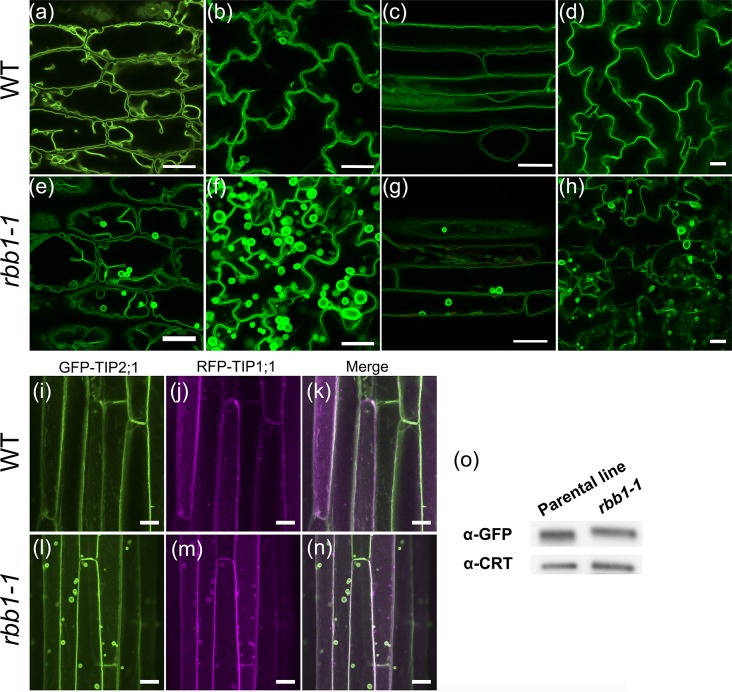 WT
(a)
(b)
(c)
(d)
rbb1-1
(e)
(f)
(g)
(h)
GFP-TIP2;1
RFP-TIP1;1
Merge
WT
(i)
(j)
(k)
rbb1-1
(l)
(m)
(n)
(o)
Parental line
rbb1-1
α-GFP
α-CRT